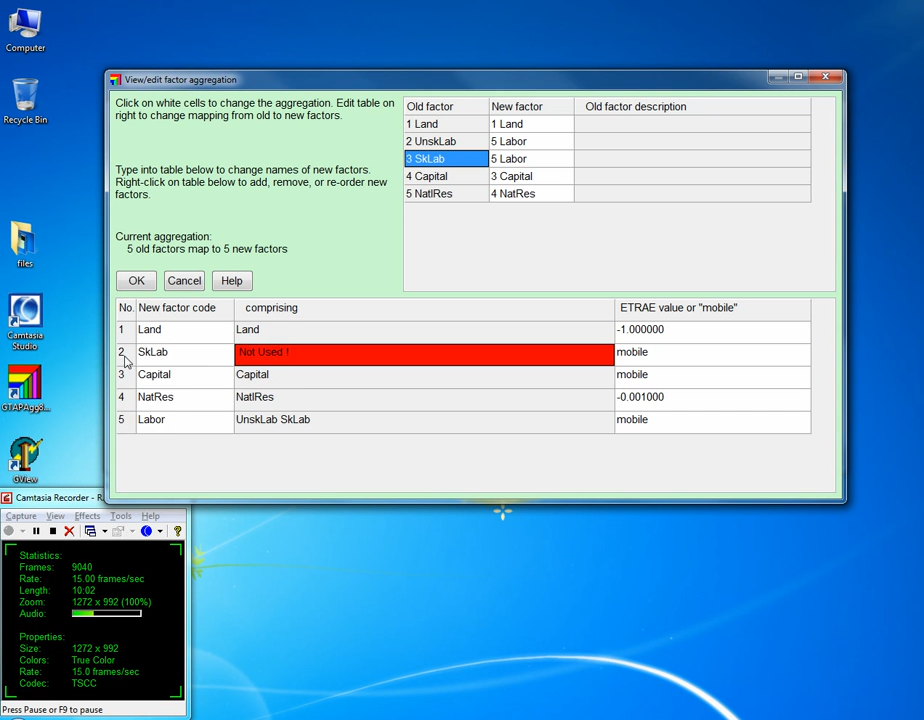 Computer
Recycle Bin
files
Camtasia
Studio
GTAPAgg8...
GView
View/edit factor aggregation
Click on white cells to change the aggregation. Edit table on
right to change mapping from old to new factors.
Type into table below to change names of new factors.
Right-click on table below to add, remove, or re-order new
factors.
Current aggregation:
5 old factors map to 5 new factors
OK Cancel Help
Old factor New factor Old factor description
1 Land 1 Land
2 UnskLab 5 Labor
3 SkLab 5 Labor
4 Capital 3 Capital
5 NatlRes 4 NatRes
No. New factor code comprising ETRAE value or "mobile"
1 Land Land -1.000000
2 SkLab Not Used ! mobile
3 Capital Capital mobile
4 NatRes NatlRes -0.001000
5 Labor UnskLab SkLab mobile
Camtasia Recorder - R
Capture View Effects Tools Help
Statistics:
Frames: 9040
Rate: 15.00 frames/sec
Length: 10:02
Zoom: 1272 x 992 (100%)
Audio:
Properties:
Size: 1272 x 992
Colors: True Color
Rate: 15.0 frames/sec
Codec: TSCC
Press Pause or F9 to pause